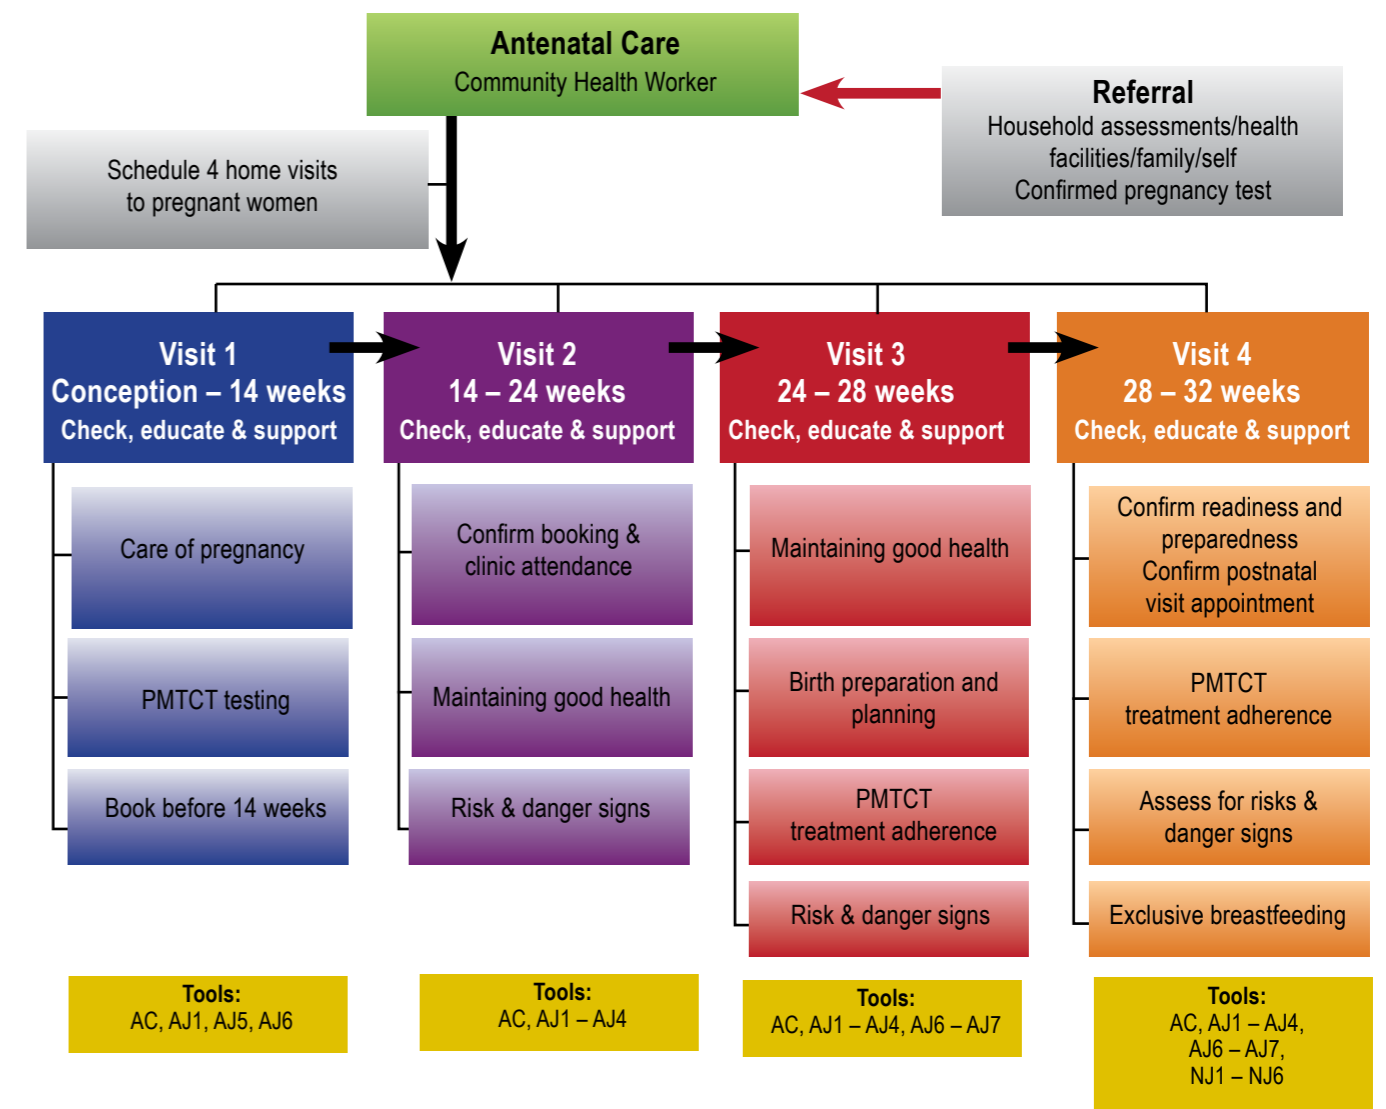 Antenatal Care
Community Health Worker
Referral
Household assessments/health
facilities/family/self
Confirmed pregnancy test
Schedule 4 home visits
to pregnant women
Visit 1
Conception – 14 weeks
Check, educate & support
Care of pregnancy
PMTCT testing
Book before 14 weeks
Tools:
AC, AJ1, AJ5, AJ6
Visit 2
14 – 24 weeks
Check, educate & support
Confirm booking &
clinic attendance
Maintaining good health
Risk & danger signs
Tools:
AC, AJ1 – AJ4
Visit 3
24 – 28 weeks
Check, educate & support
Maintaining good health
Birth preparation and
planning
PMTCT
treatment adherence
Risk & danger signs
Tools:
AC, AJ1 – AJ4, AJ6 – AJ7
Visit 4
28 – 32 weeks
Check, educate & support
Confirm readiness and
preparedness
Confirm postnatal
visit appointment
PMTCT
treatment adherence
Assess for risks &
danger signs
Exclusive breastfeeding
Tools:
AC, AJ1 – AJ4,
AJ6 – AJ7,
NJ1 – NJ6